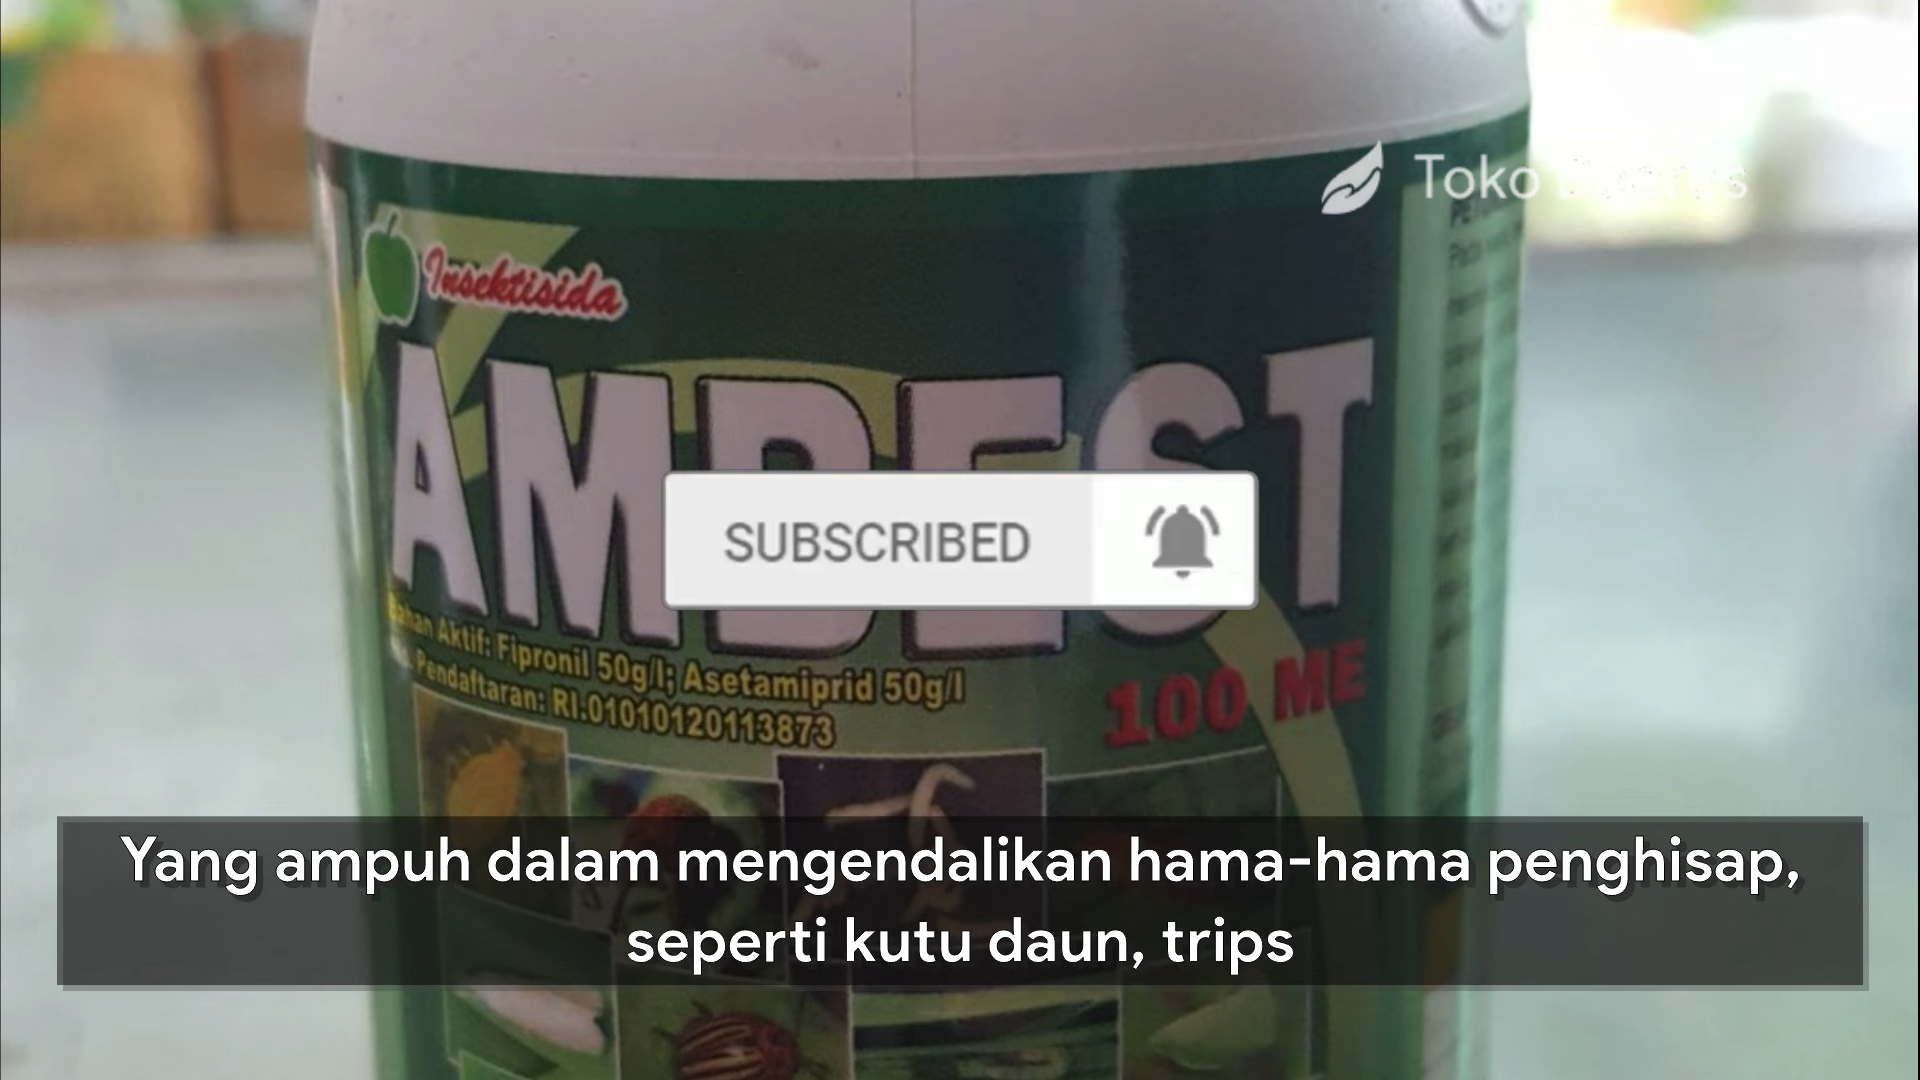 Toko
Insektisida
AMBEST
SUBSCRIBED
Bahan Aktif: Fipronil 50g/l; Asetamiprid 50g/l
Pendaftaran: RI.01010120113873
100 ME
Yang ampuh dalam mengendalikan hama-hama penghisap,
seperti kutu daun, trips